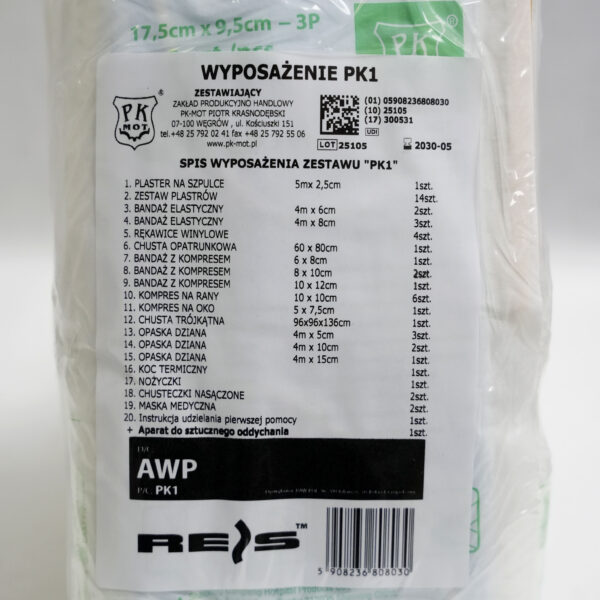 17,5cm x 9,5cm – 3P
PK
®
WYPOSAŻENIE PK1
PK MOT
®
ZESTAWIAJĄCY
ZAKŁAD PRODUKCYJNO HANDLOWY
PK-MOT PIOTR KRASNODĘBSKI
07-100 WĘGRÓW , ul. Kościuszki 151
tel.+48 25 792 02 41 fax +48 25 792 55 06
www.pk-mot.pl
(01) 05908236808030
(10) 25105
(17) 300531
UDI
LOT 25105
2030-05
SPIS WYPOSAŻENIA ZESTAWU "PK1"
1. PLASTER NA SZPULCE 5mx 2,5cm 1szt.
2. ZESTAW PLASTRÓW 14szt.
3. BANDAŻ ELASTYCZNY 4m x 6cm 2szt.
4. BANDAŻ ELASTYCZNY 4m x 8cm 3szt.
5. RĘKAWICE WINYLOWE 4szt.
6. CHUSTA OPATRUNKOWA 60 x 80cm 1szt.
7. BANDAŻ Z KOMPRESEM 6 x 8cm 1szt.
8. BANDAŻ Z KOMPRESEM 8 x 10cm 2szt.
9. BANDAŻ Z KOMPRESEM 10 x 12cm 1szt.
10. KOMPRES NA RANY 10 x 10cm 6szt.
11. KOMPRES NA OKO 5 x 7,5cm 1szt.
12. CHUSTA TRÓJKĄTNA 96x96x136cm 1szt.
13. OPASKA DZIANA 4m x 5cm 3szt.
14. OPASKA DZIANA 4m x 10cm 2szt.
15. OPASKA DZIANA 4m x 15cm 1szt.
16. KOC TERMICZNY 1szt.
17. NOŻYCZKI 1szt.
18. CHUSTECZKI NASĄCZONE 2szt.
19. MASKA MEDYCZNA 2szt.
20. Instrukcja udzielania pierwszej pomocy 1szt.
+ Aparat do sztucznego oddychania 1szt.
AWP
P/C: PK1
REIS ™
5 908236 808030